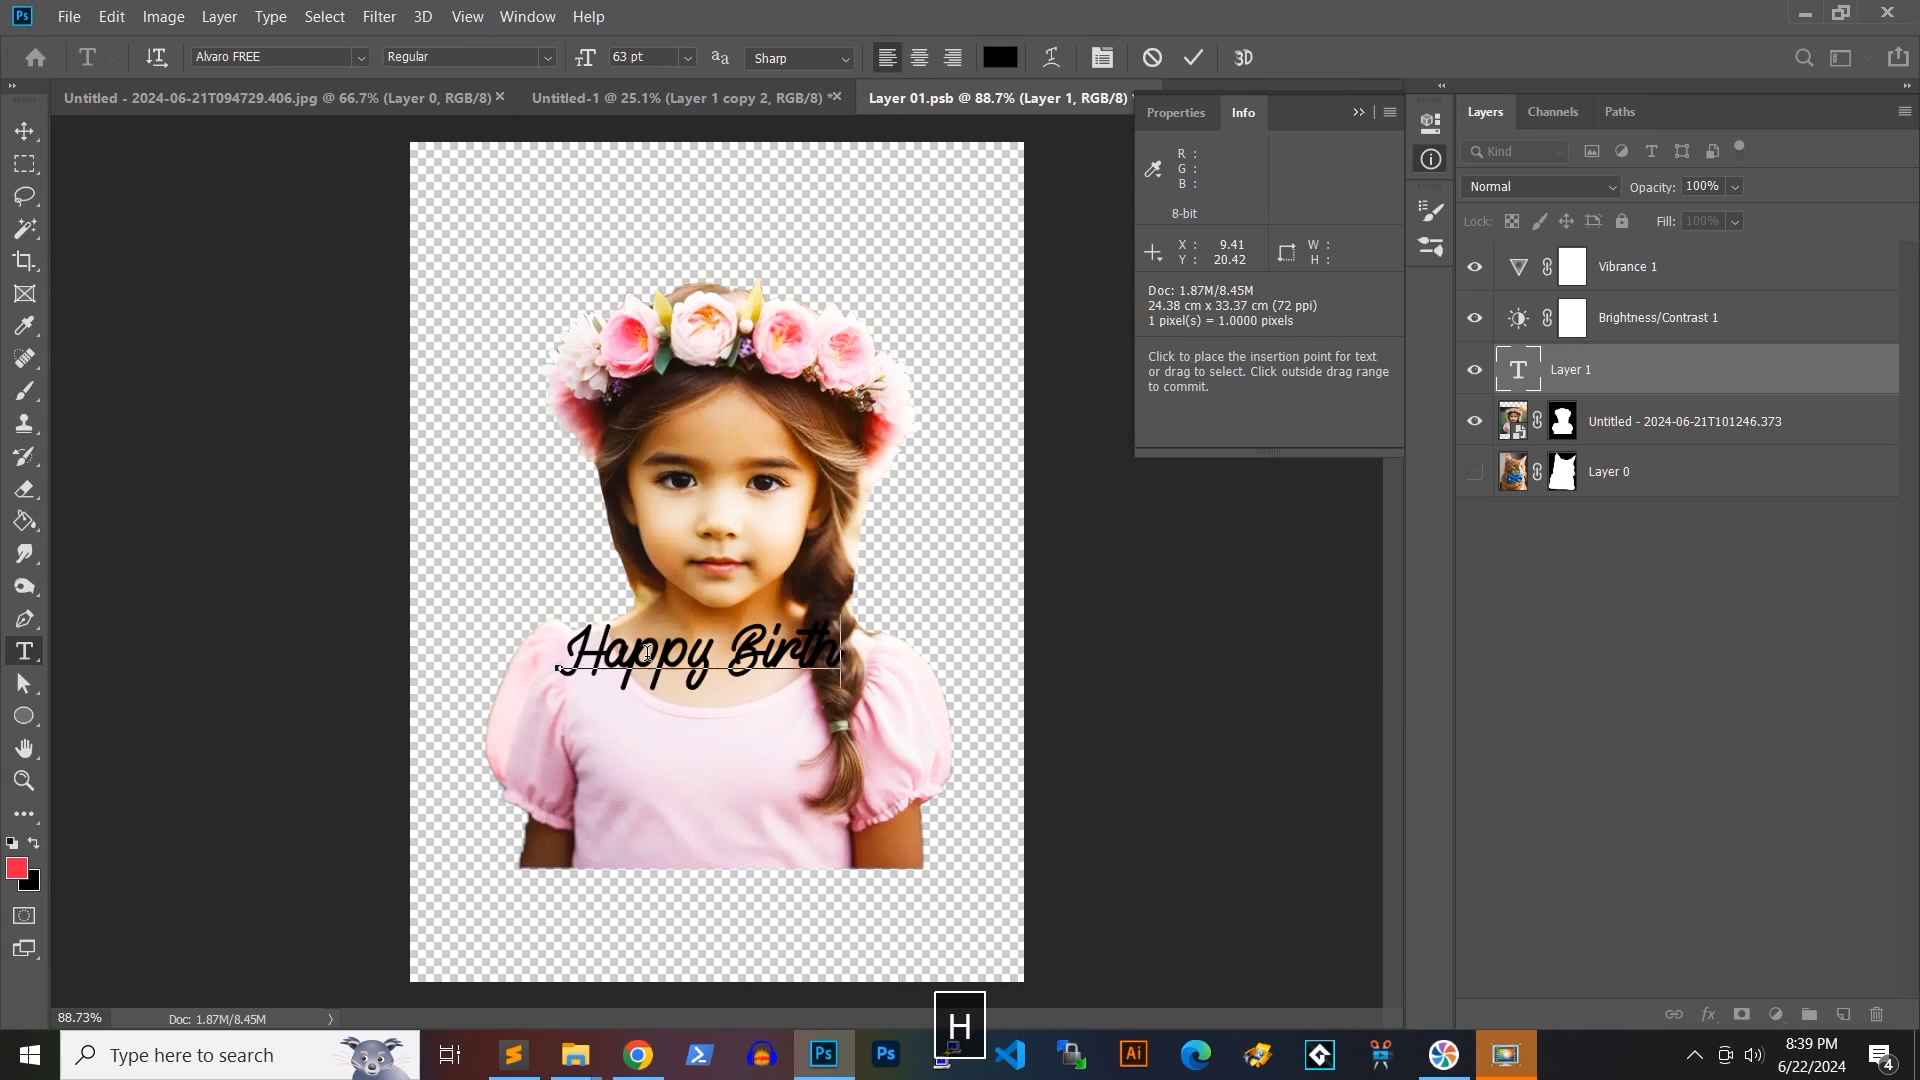 Ps File Edit Image Layer Type Select Filter 3D View Window Help
Alvaro FREE Regular 63 pt Sharp 3D
Untitled - 2024-06-21T094729.406.jpg @ 66.7% (Layer 0, RGB/8) × Untitled-1 @ 25.1% (Layer 1 copy 2, RGB/8) * × Layer 01.psb @ 88.7% (Layer 1, RGB/8) *
Properties Info
R :
G :
B :
8-bit
X : 9.41
Y : 20.42
W :
H :
Doc: 1.87M/8.45M
24.38 cm x 33.37 cm (72 ppi)
1 pixel(s) = 1.0000 pixels
Click to place the insertion point for text
or drag to select. Click outside drag range
to commit.
Layers Channels Paths
Kind
Normal Opacity: 100%
Lock: Fill: 100%
Vibrance 1
Brightness/Contrast 1
T Layer 1
Untitled - 2024-06-21T101246.373
Layer 0
Happy Birth
88.73% Doc: 1.87M/8.45M
H
Type here to search
Ps Ps Ai
8:39 PM
6/22/2024
4